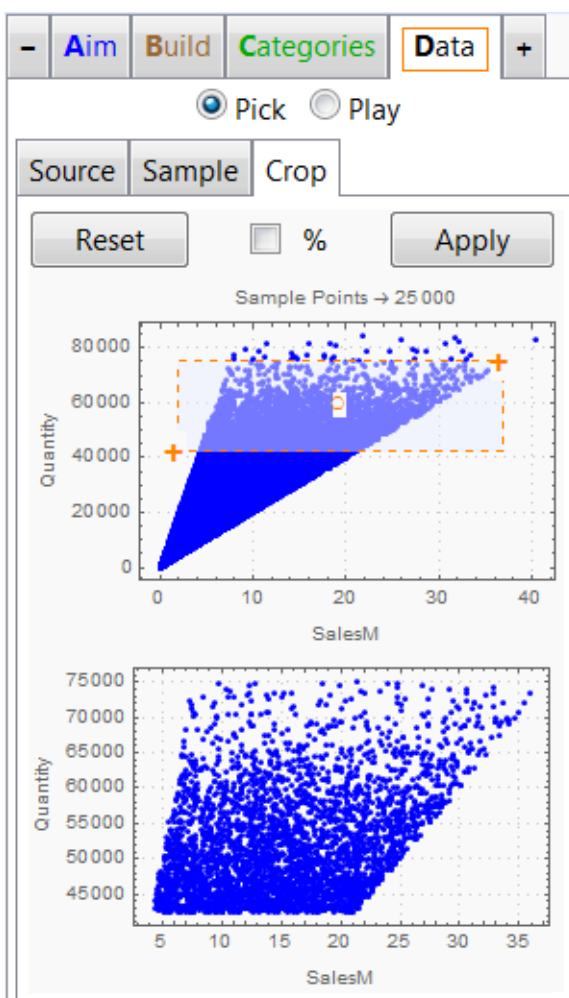 - Aim Build Categories Data +
Pick Play
Source Sample Crop
Reset % Apply
Sample Points → 25 000
80 000
60 000
40 000
20 000
0
Quantity
0 10 20 30 40
SalesM
75 000
70 000
65 000
60 000
55 000
50 000
45 000
Quantity
5 10 15 20 25 30 35
SalesM